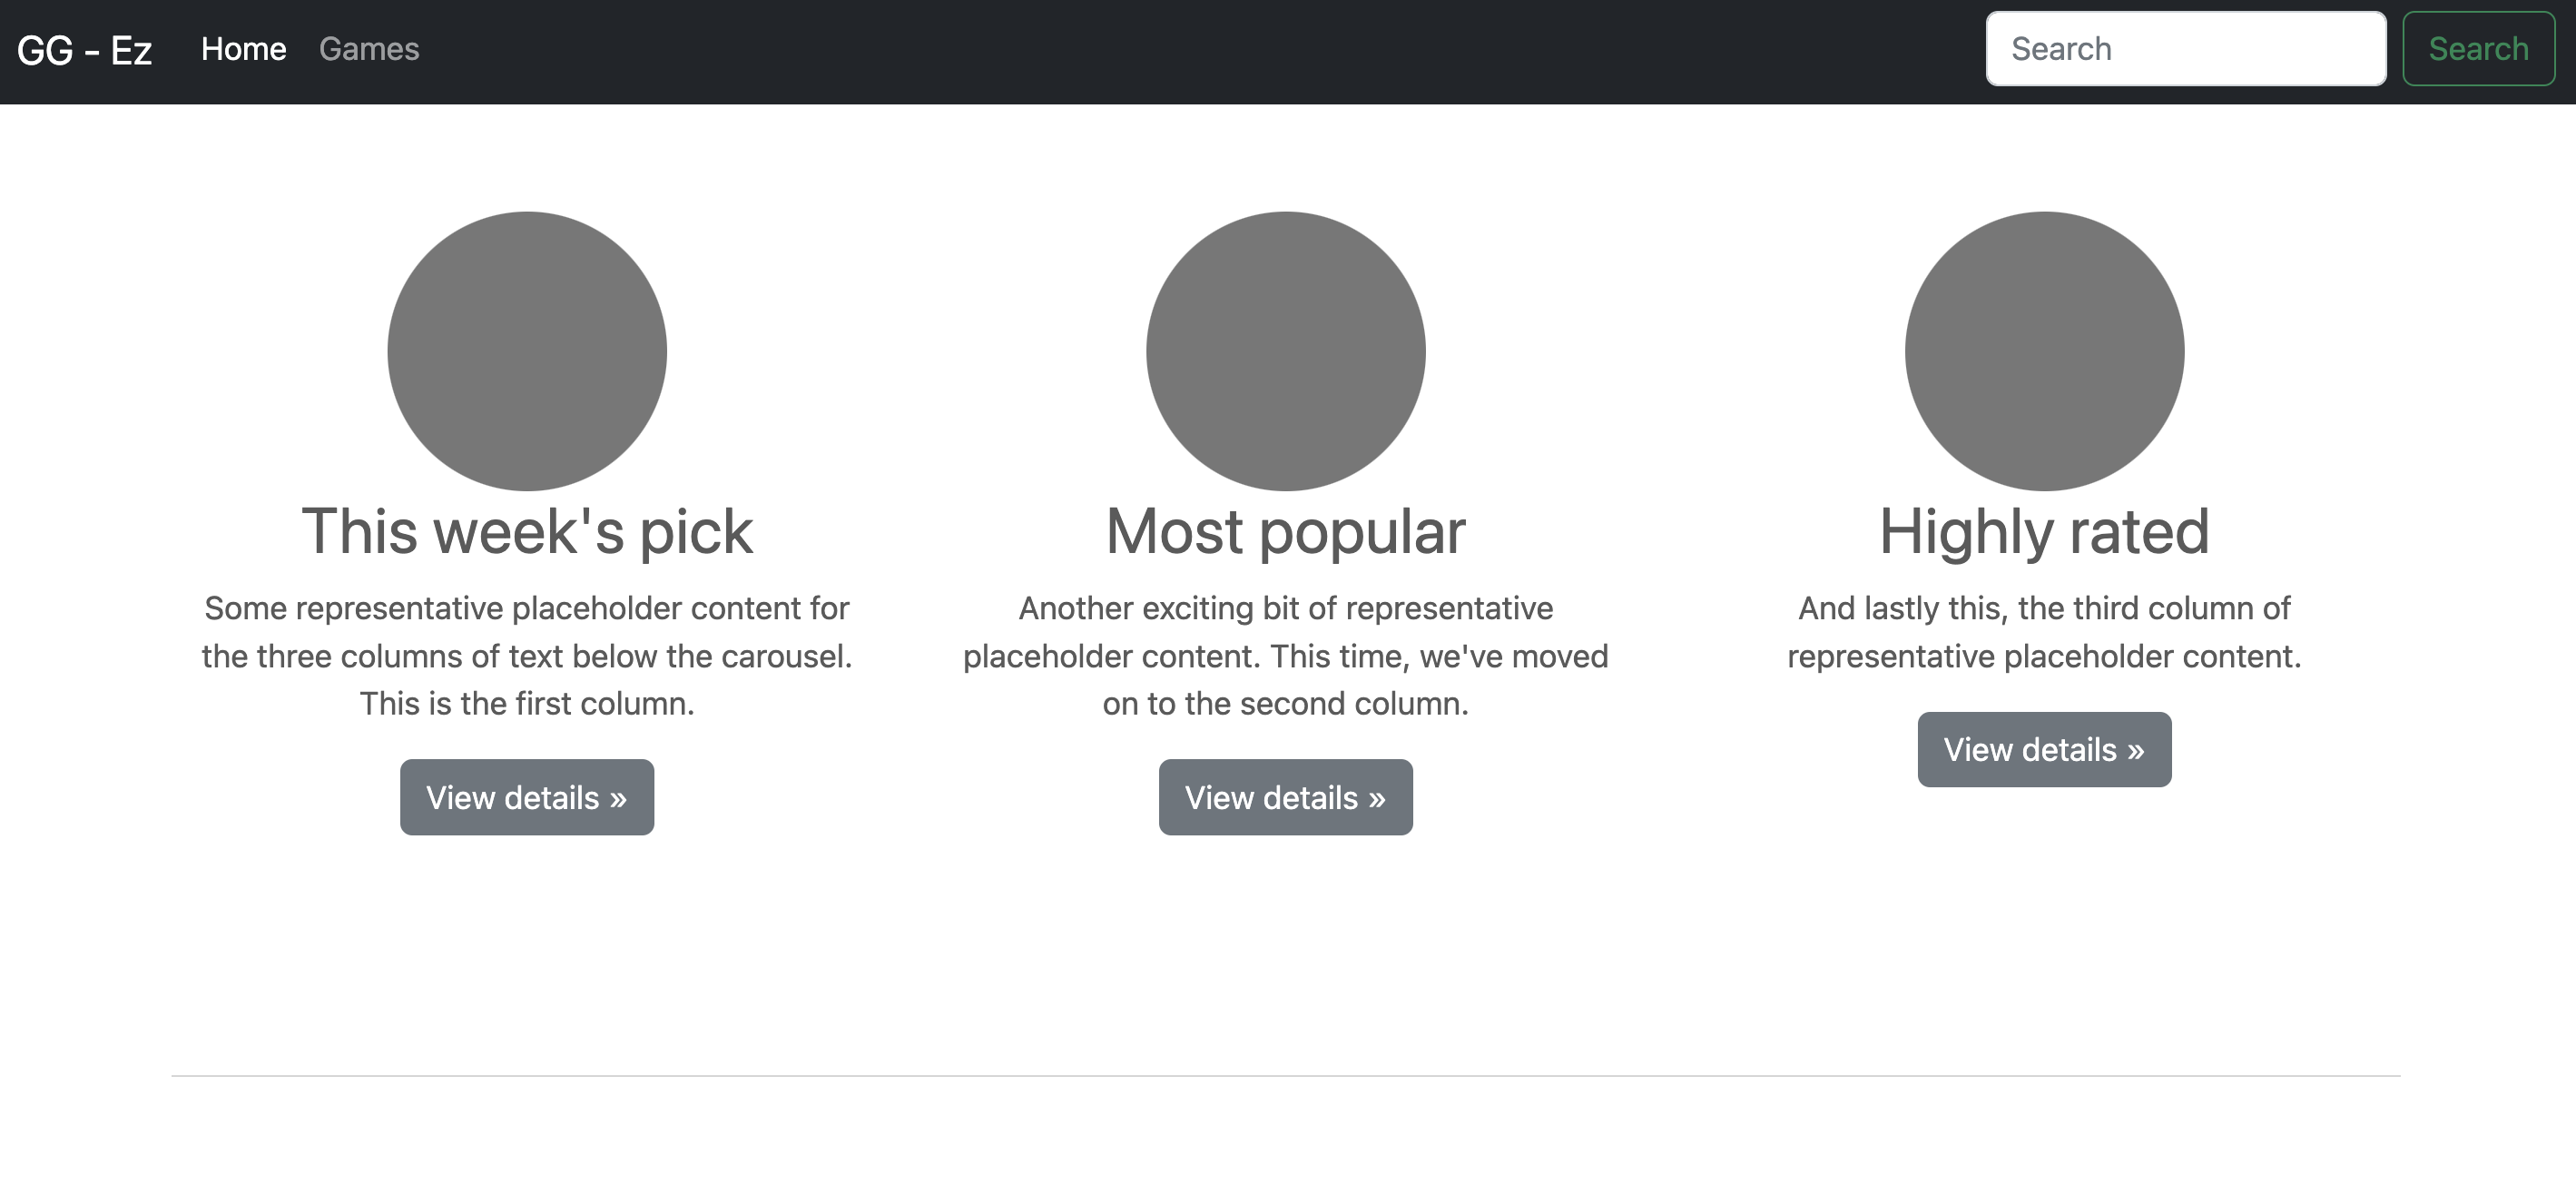 GG - Ez Home Games Search Search
This week's pick
Some representative placeholder content for
the three columns of text below the carousel.
This is the first column.
View details »
Most popular
Another exciting bit of representative
placeholder content. This time, we've moved
on to the second column.
View details »
Highly rated
And lastly this, the third column of
representative placeholder content.
View details »